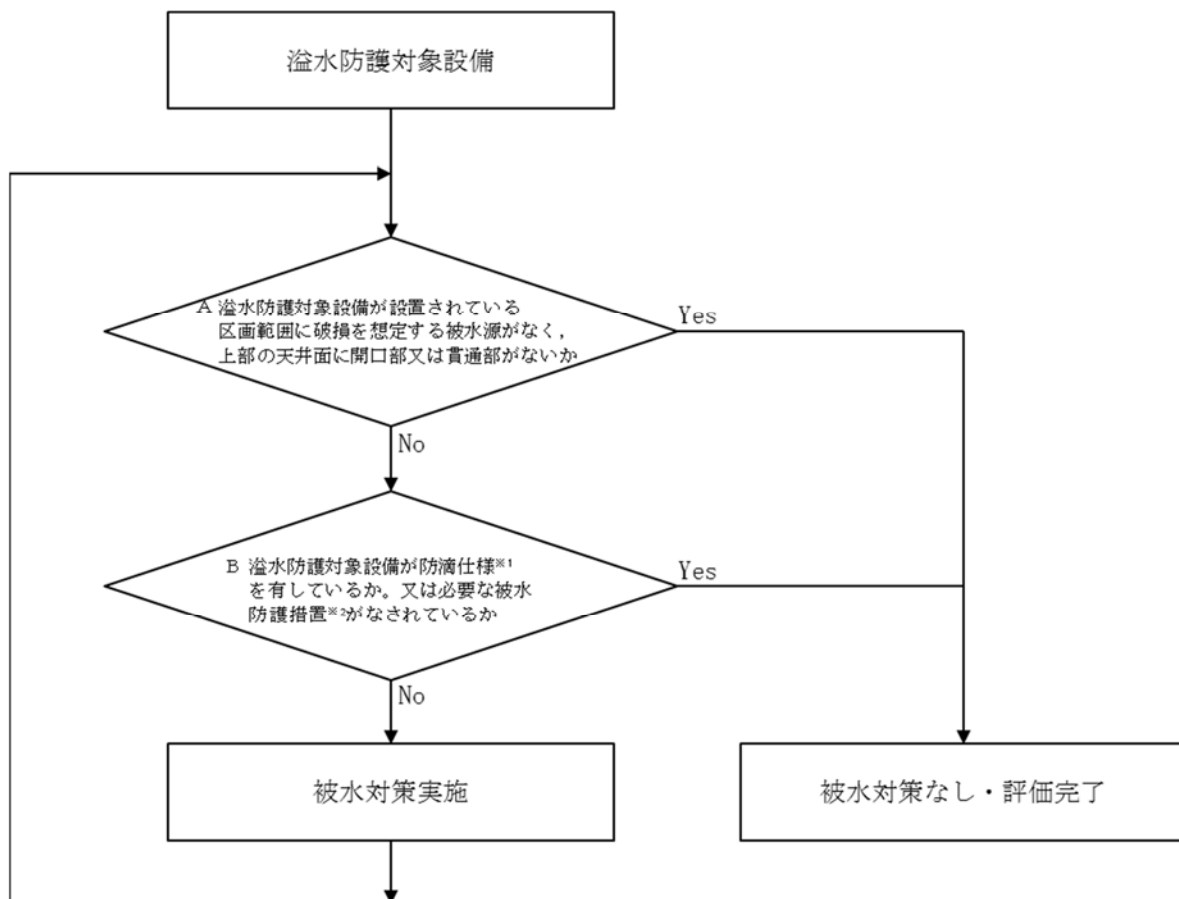 溢水防護対象設備
A 溢水防護対象設備が設置されている
区画範囲に破損を想定する被水源がなく，
上部の天井面に開口部又は貫通部がないか
Yes
No
B 溢水防護対象設備が防滴仕様※1
を有しているか。又は必要な被水
防護措置※2がなされているか
Yes
No
被水対策実施
被水対策なし・評価完了